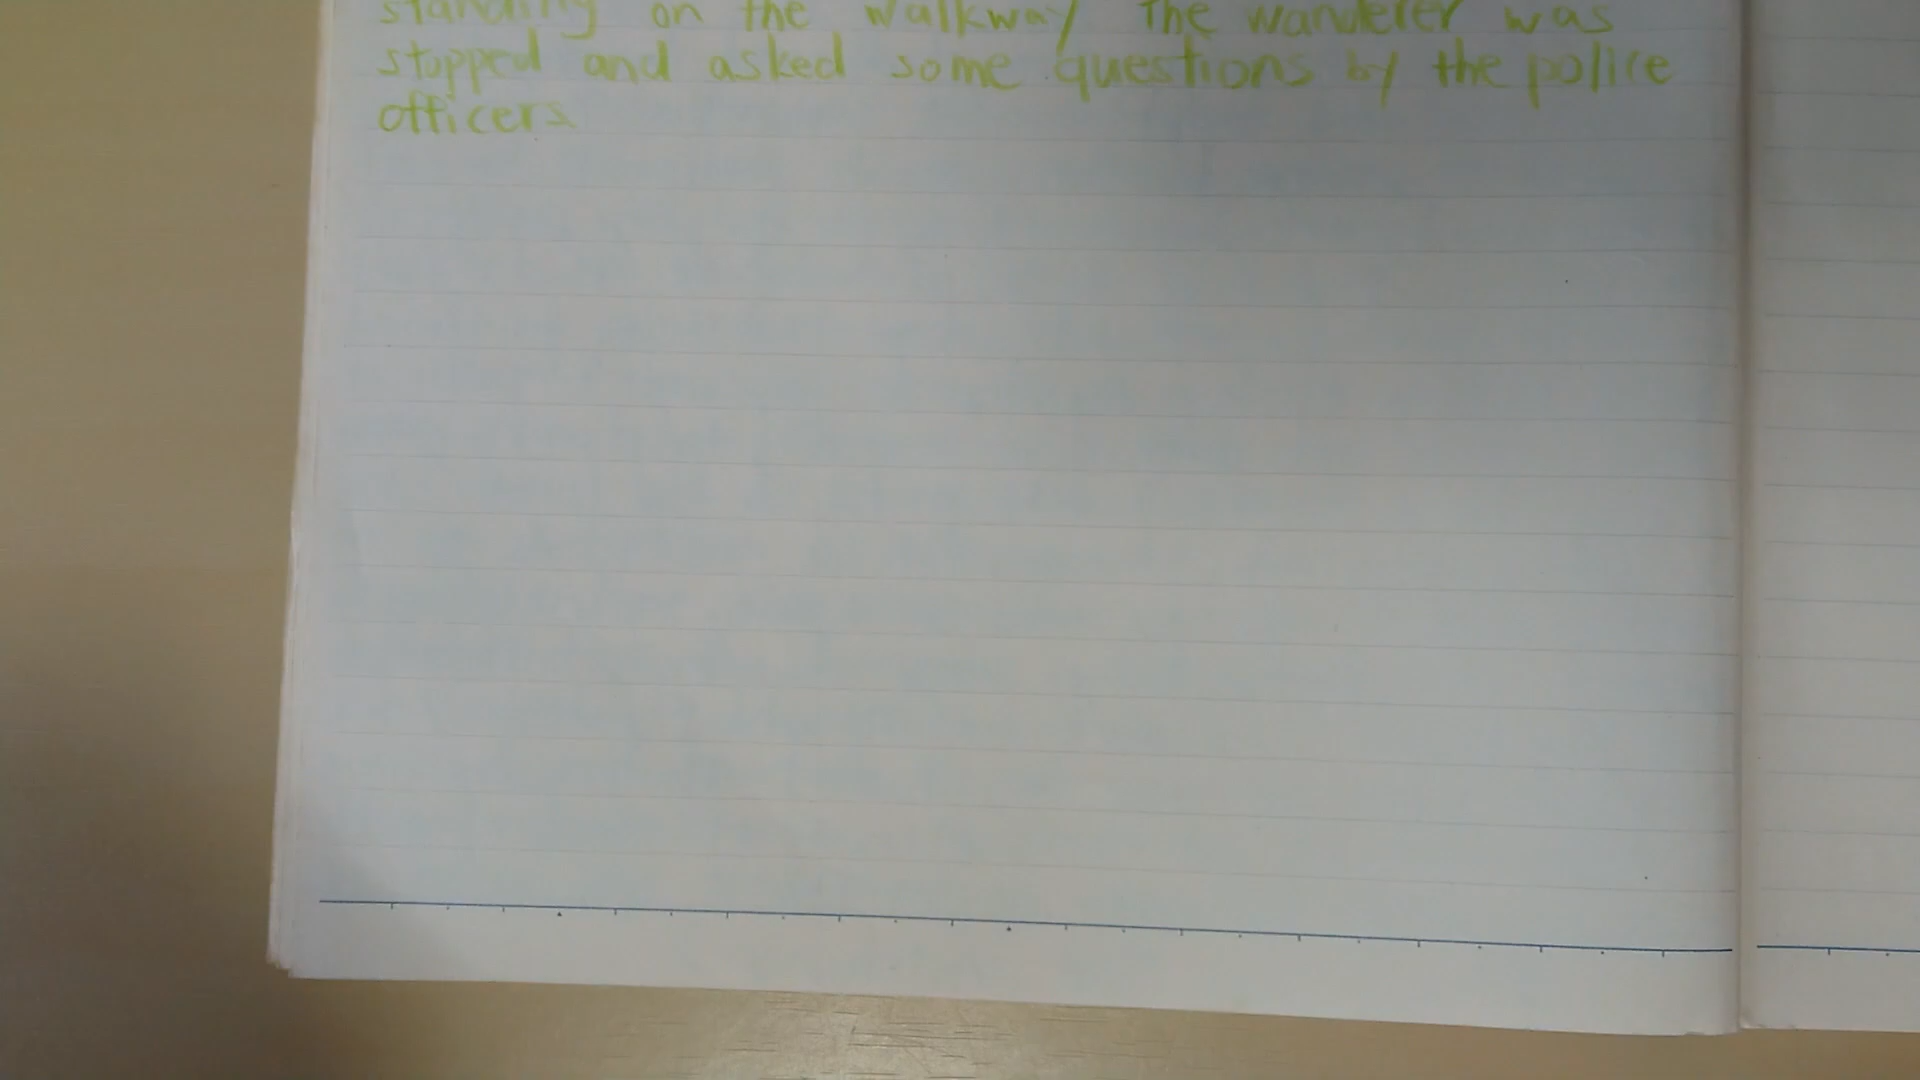 standing on the walkway The wanderer was
stopped and asked some questions by the police
officers.